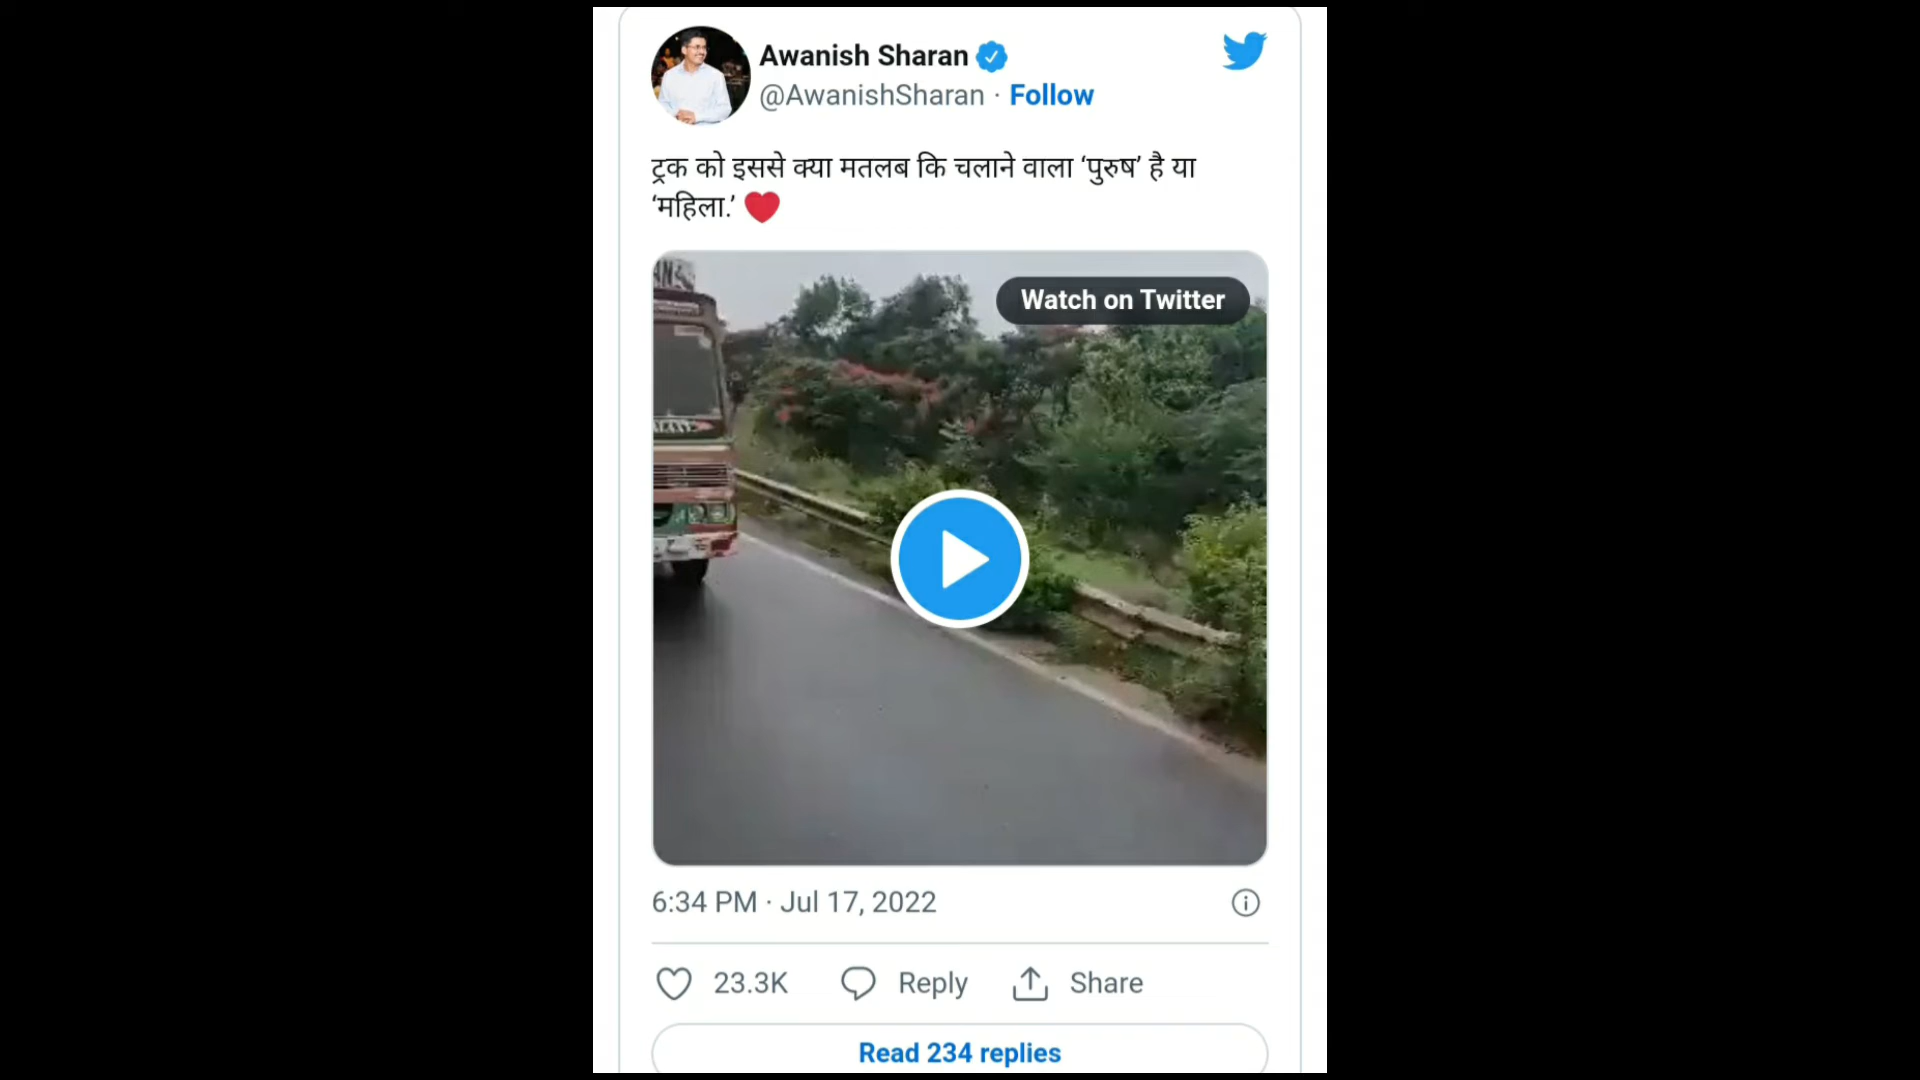 Awanish Sharan
@AwanishSharan · Follow
ट्रक को इससे क्या मतलब कि चलाने वाला ‘पुरुष’ है या
‘महिला.’ ❤️
Watch on Twitter
6:34 PM · Jul 17, 2022
23.3K Reply Share
Read 234 replies